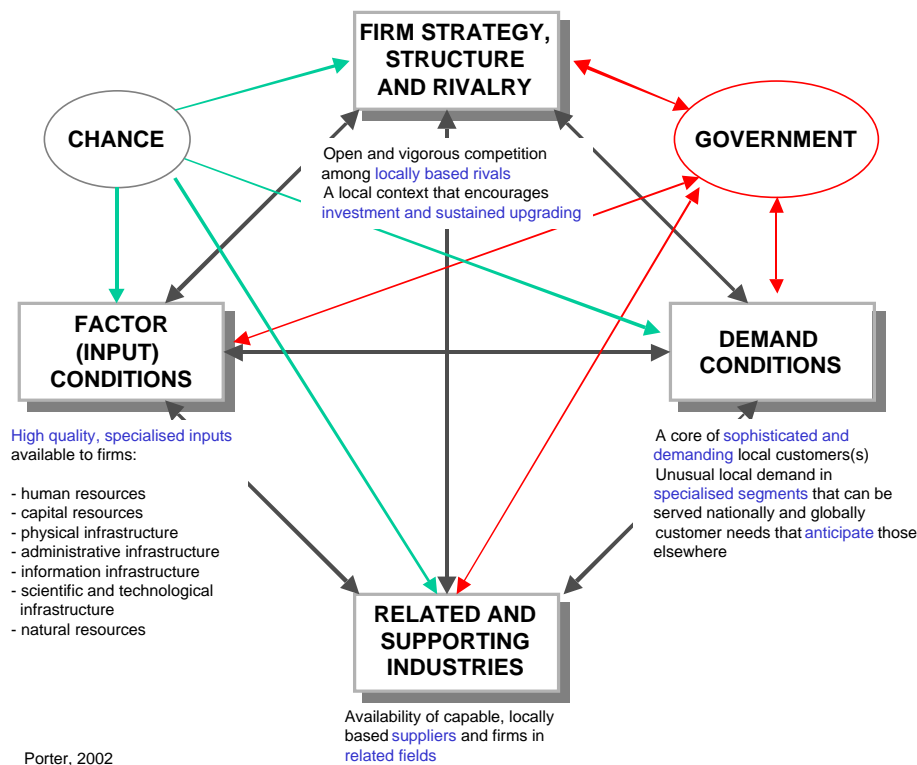 FIRM STRATEGY,
STRUCTURE
AND RIVALRY
CHANCE
GOVERNMENT
Open and vigorous competition
among locally based rivals
A local context that encourages
investment and sustained upgrading
FACTOR
(INPUT)
CONDITIONS
DEMAND
CONDITIONS
High quality, specialised inputs
available to firms:
- human resources
- capital resources
- physical infrastructure
- administrative infrastructure
- information infrastructure
- scientific and technological
infrastructure
- natural resources
A core of sophisticated and
demanding local customers(s)
Unusual local demand in
specialised segments that can be
served nationally and globally
customer needs that anticipate those
elsewhere
RELATED AND
SUPPORTING
INDUSTRIES
Availability of capable, locally
based suppliers and firms in
related fields
Porter, 2002